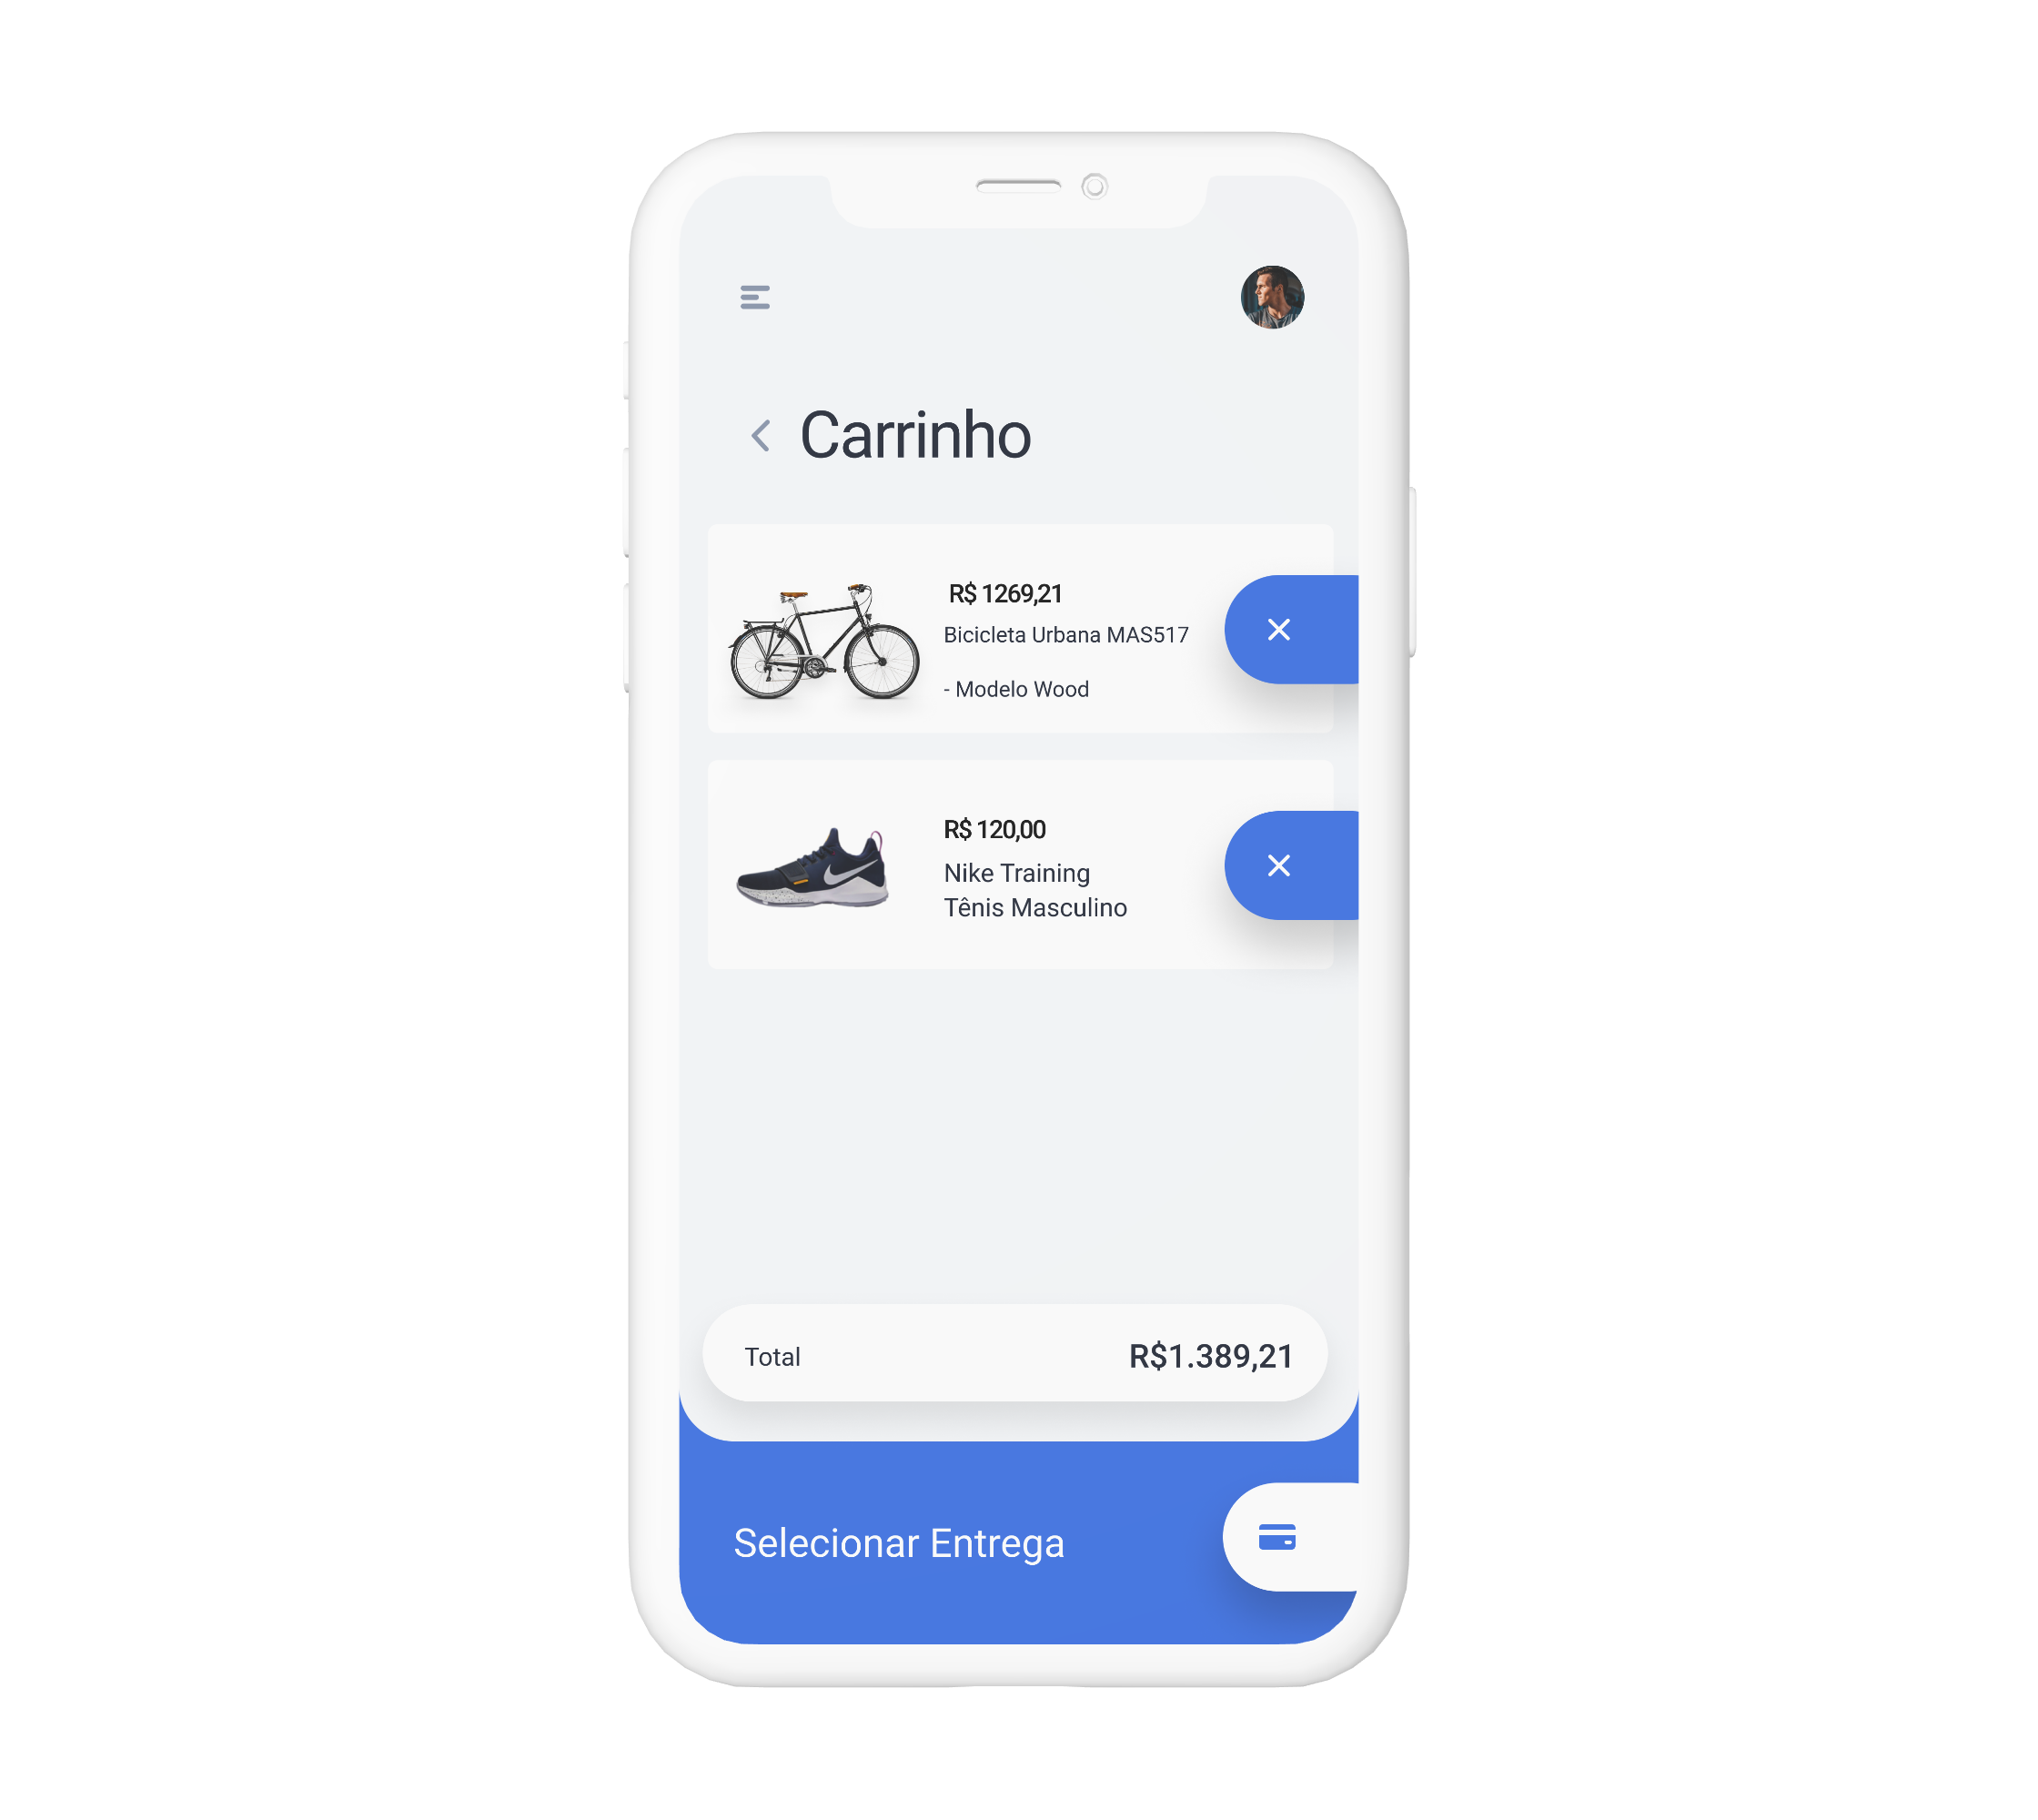 Carrinho
R$ 1269,21
Bicicleta Urbana MAS517
- Modelo Wood
R$ 120,00
Nike Training
Tênis Masculino
Total
R$1.389,21
Selecionar Entrega